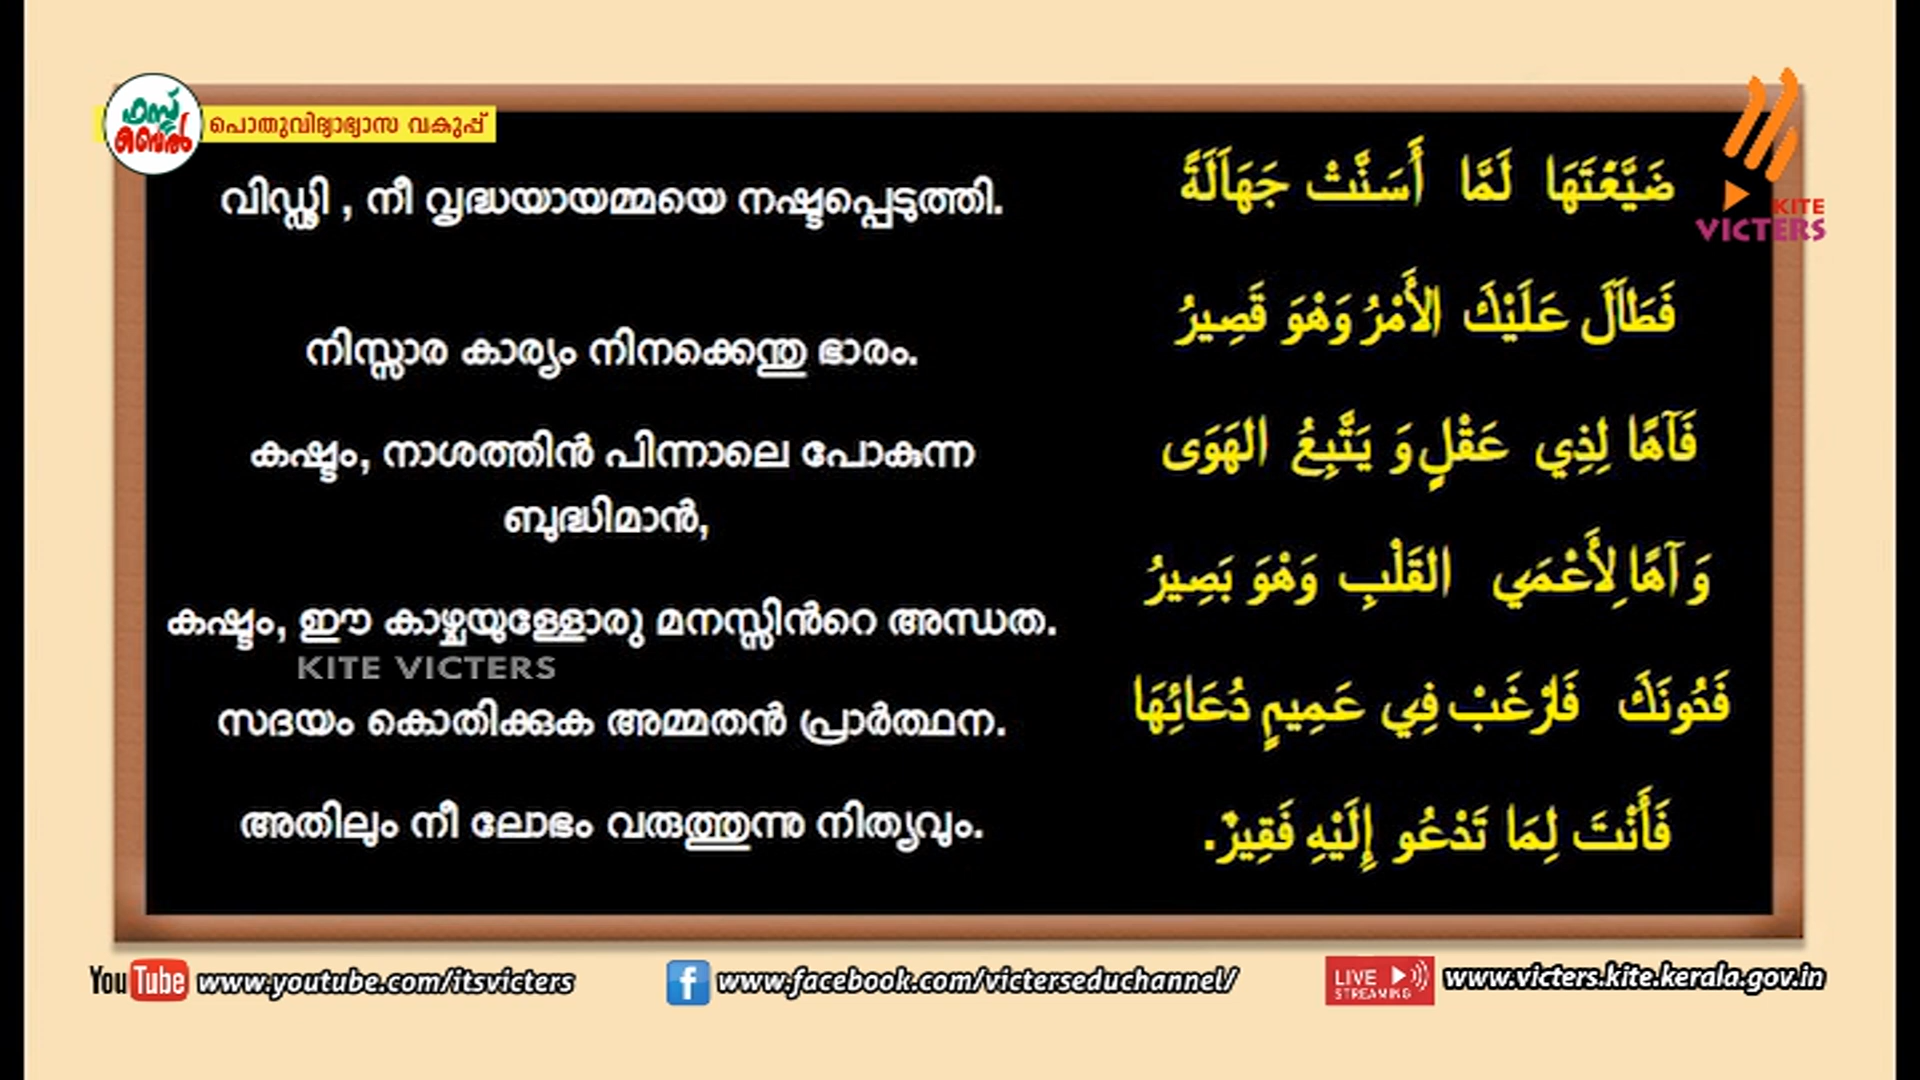 ഫസ്റ്റ്
ബെൽ
പൊതുവിദ്യാഭ്യാസ വകുപ്പ്
KITE
VICTERS
വിഡ്ഢി , നീ വൃദ്ധയായമ്മയെ നഷ്ടപ്പെടുത്തി.
ضَيَّعْتَهَا لَمَّا أَسَنَّتْ جَهَالَةً
നിസ്സാര കാര്യം നിനക്കെന്തു ഭാരം.
فَطَالَ عَلَيْكَ الأَمْرُ وَهْوَ قَصِيرُ
കഷ്ടം, നാശത്തിൻ പിന്നാലെ പോകുന്ന
ബുദ്ധിമാൻ,
فَآهًا لِذِي عَقْلٍ وَ يَتَّبِعُ الهَوَى
കഷ്ടം, ഈ കാഴ്ചയുള്ളോരു മനസ്സിൻറെ അന്ധത.
وَ آهًا لِأَعْمَي القَلْبِ وَهْوَ بَصِيرُ
KITE VICTERS
സദയം കൊതിക്കുക അമ്മതൻ പ്രാർത്ഥന.
فَدُونَكَ فَارْغَبْ فِي عَمِيمٍ دُعَائِهَا
അതിലും നീ ലോഭം വരുത്തുന്നു നിത്യവും.
فَأَنْتَ لِمَا تَدْعُو إِلَيْهِ فَقِيرٌ.
YouTube www.youtube.com/itsvicters
f www.facebook.com/victerseduchannel/
LIVE STREAMING www.victers.kite.kerala.gov.in